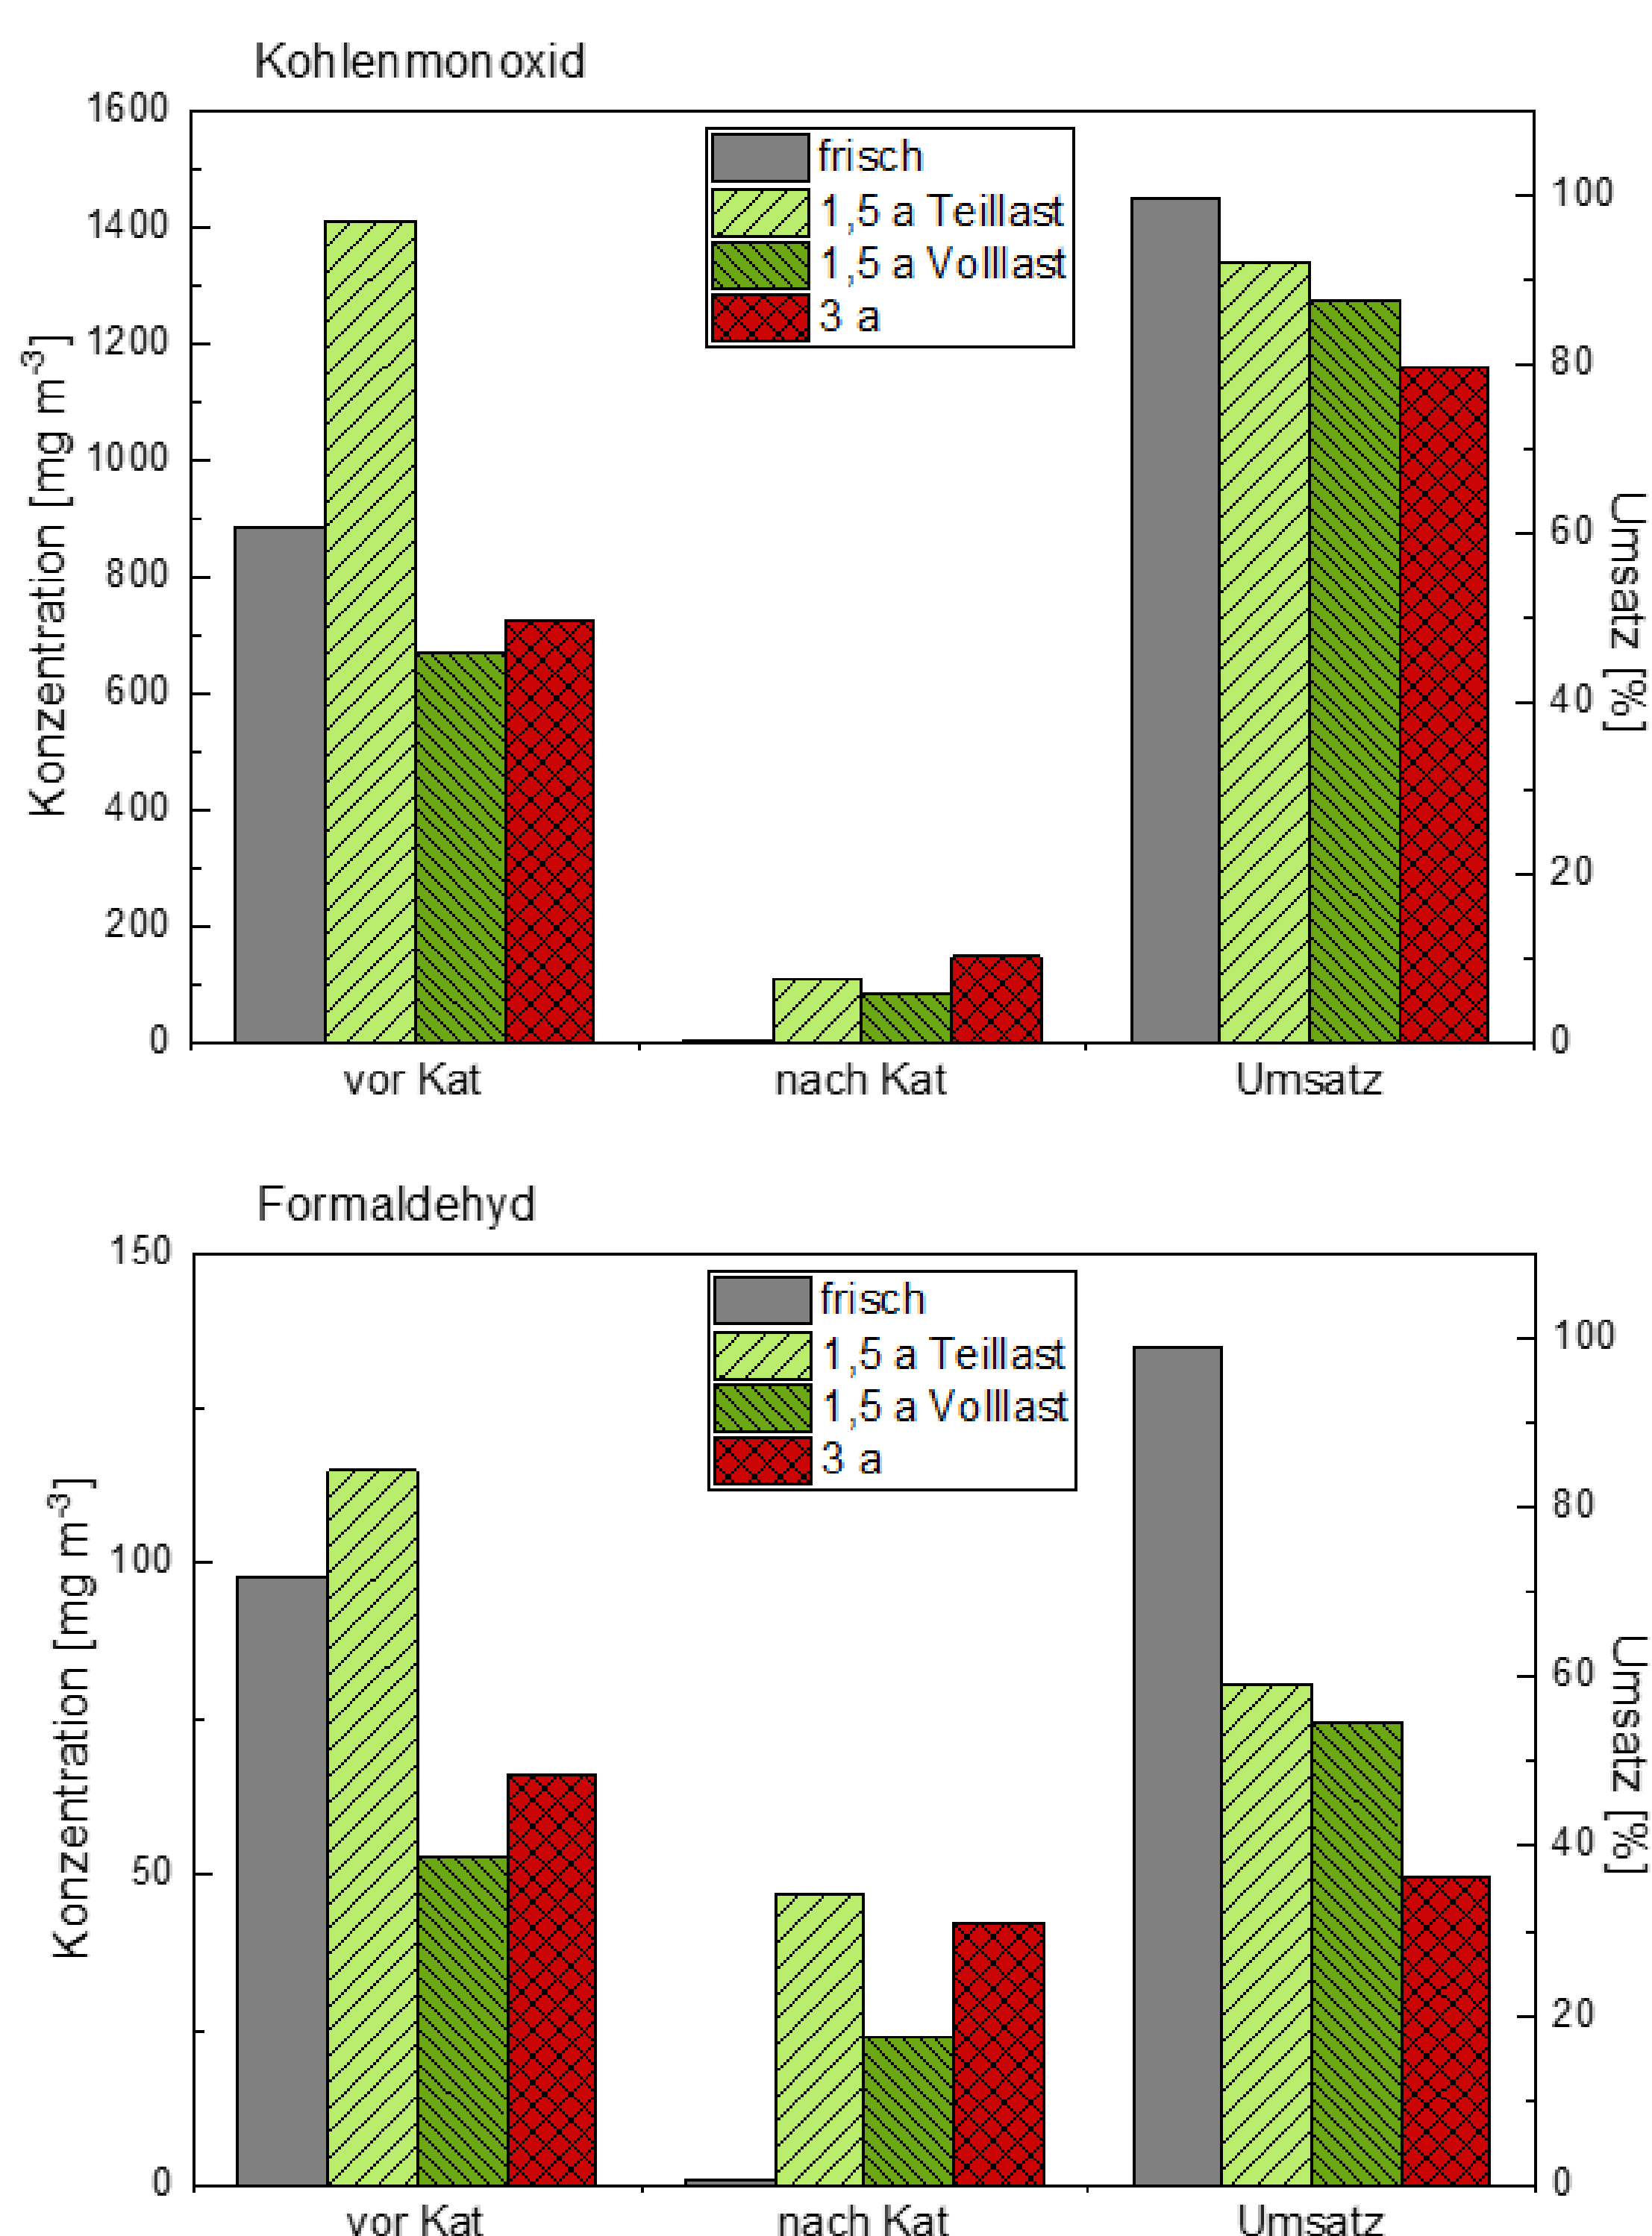 Kohlenmonoxid
1600
1400
1200
1000
800
600
400
200
0
Konzentration [mg m-3]
frisch
1,5 a Teillast
1,5 a Volllast
3 a
100
80
60
40
20
0
Umsatz [%]
vor Kat
nach Kat
Umsatz
Formaldehyd
150
100
50
0
Konzentration [mg m-3]
frisch
1,5 a Teillast
1,5 a Volllast
3 a
100
80
60
40
20
0
Umsatz [%]
vor Kat
nach Kat
Umsatz